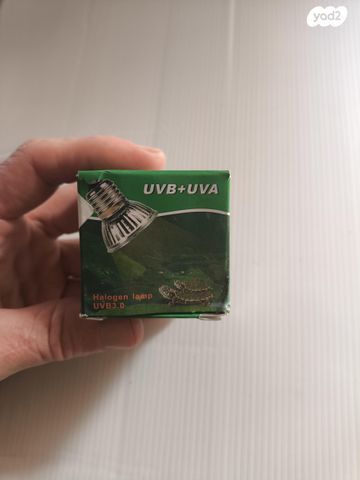 yad2
UVB+UVA
Halogen lamp
UVB3.0